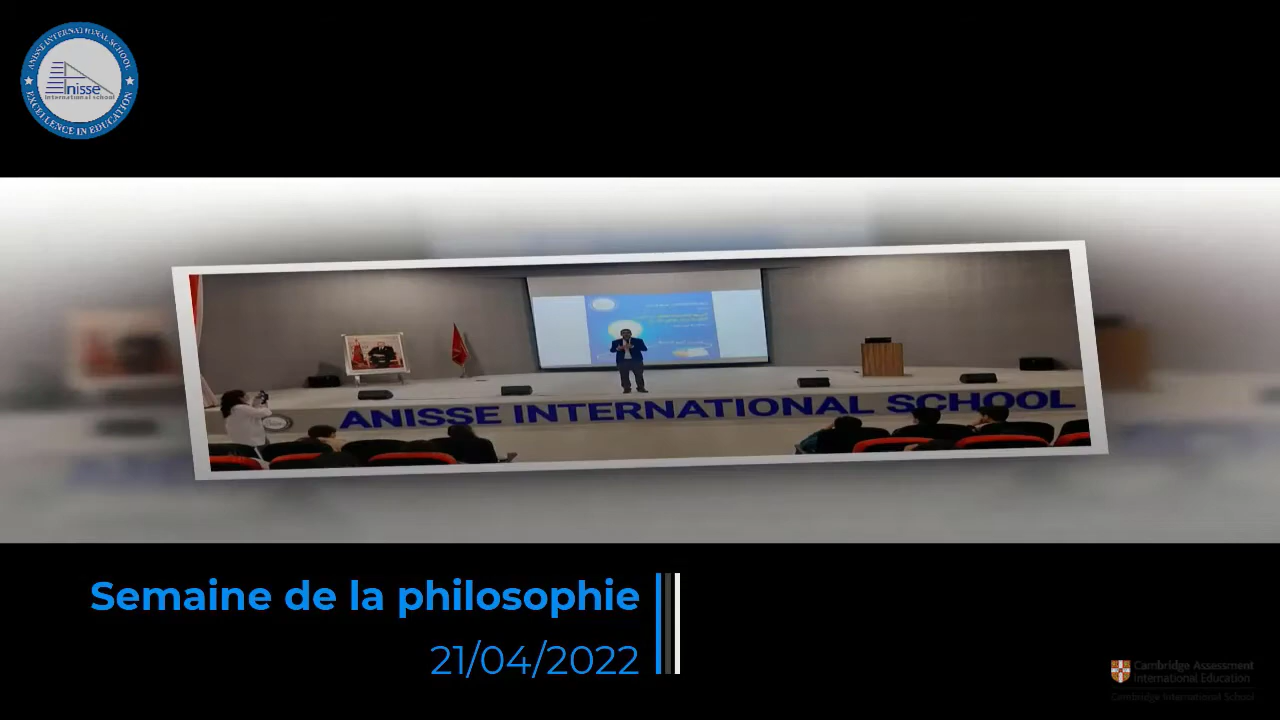 ANISSE INTERNATIONAL SCHOOL
Anisse
international school
EXCELLENCE IN EDUCATION
ANISSE INTERNATIONAL SCHOOL
Semaine de la philosophie
21/04/2022
Cambridge Assessment
International Education
Cambridge International School